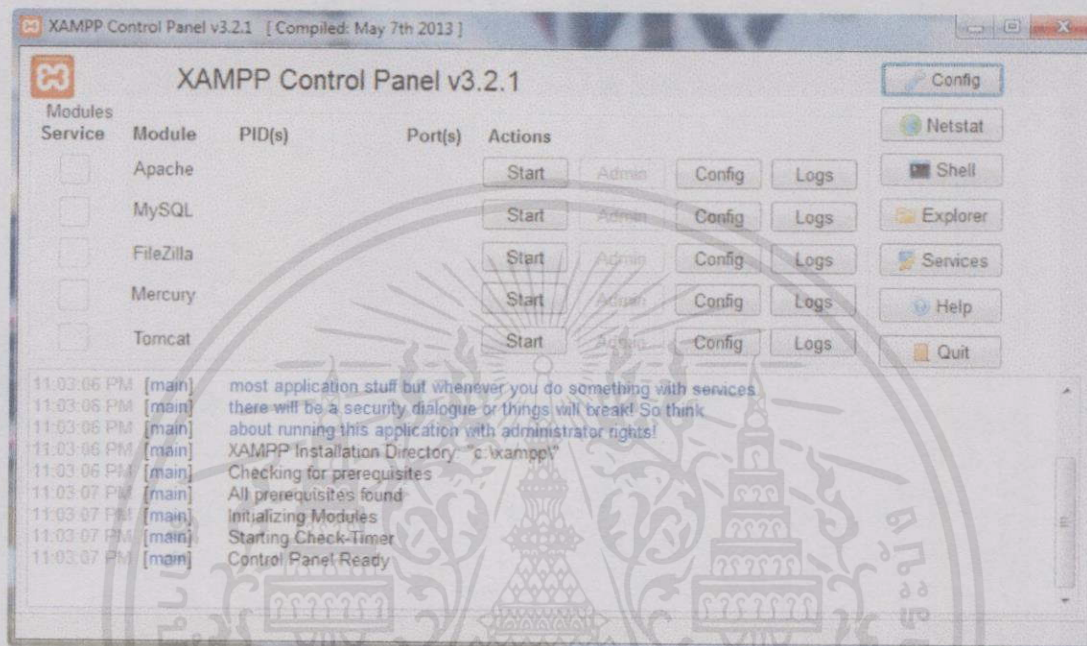 XAMPP Control Panel v3.2.1 [ Compiled: May 7th 2013 ]
XAMPP Control Panel v3.2.1
Config
Modules
Service Module PID(s) Port(s) Actions
Netstat
Apache Start Admin Config Logs
Shell
MySQL Start Admin Config Logs
Explorer
FileZilla Start Admin Config Logs
Services
Mercury Start Admin Config Logs
Help
Tomcat Start Admin Config Logs
Quit
11:03:06 PM [main] most application stuff but whenever you do something with services
11:03:06 PM [main] there will be a security dialogue or things will break! So think
11:03:06 PM [main] about running this application with administrator rights!
11:03:06 PM [main] XAMPP Installation Directory: "c:\xampp\"
11:03:06 PM [main] Checking for prerequisites
11:03:07 PM [main] All prerequisites found
11:03:07 PM [main] Initializing Modules
11:03:07 PM [main] Starting Check-Timer
11:03:07 PM [main] Control Panel Ready